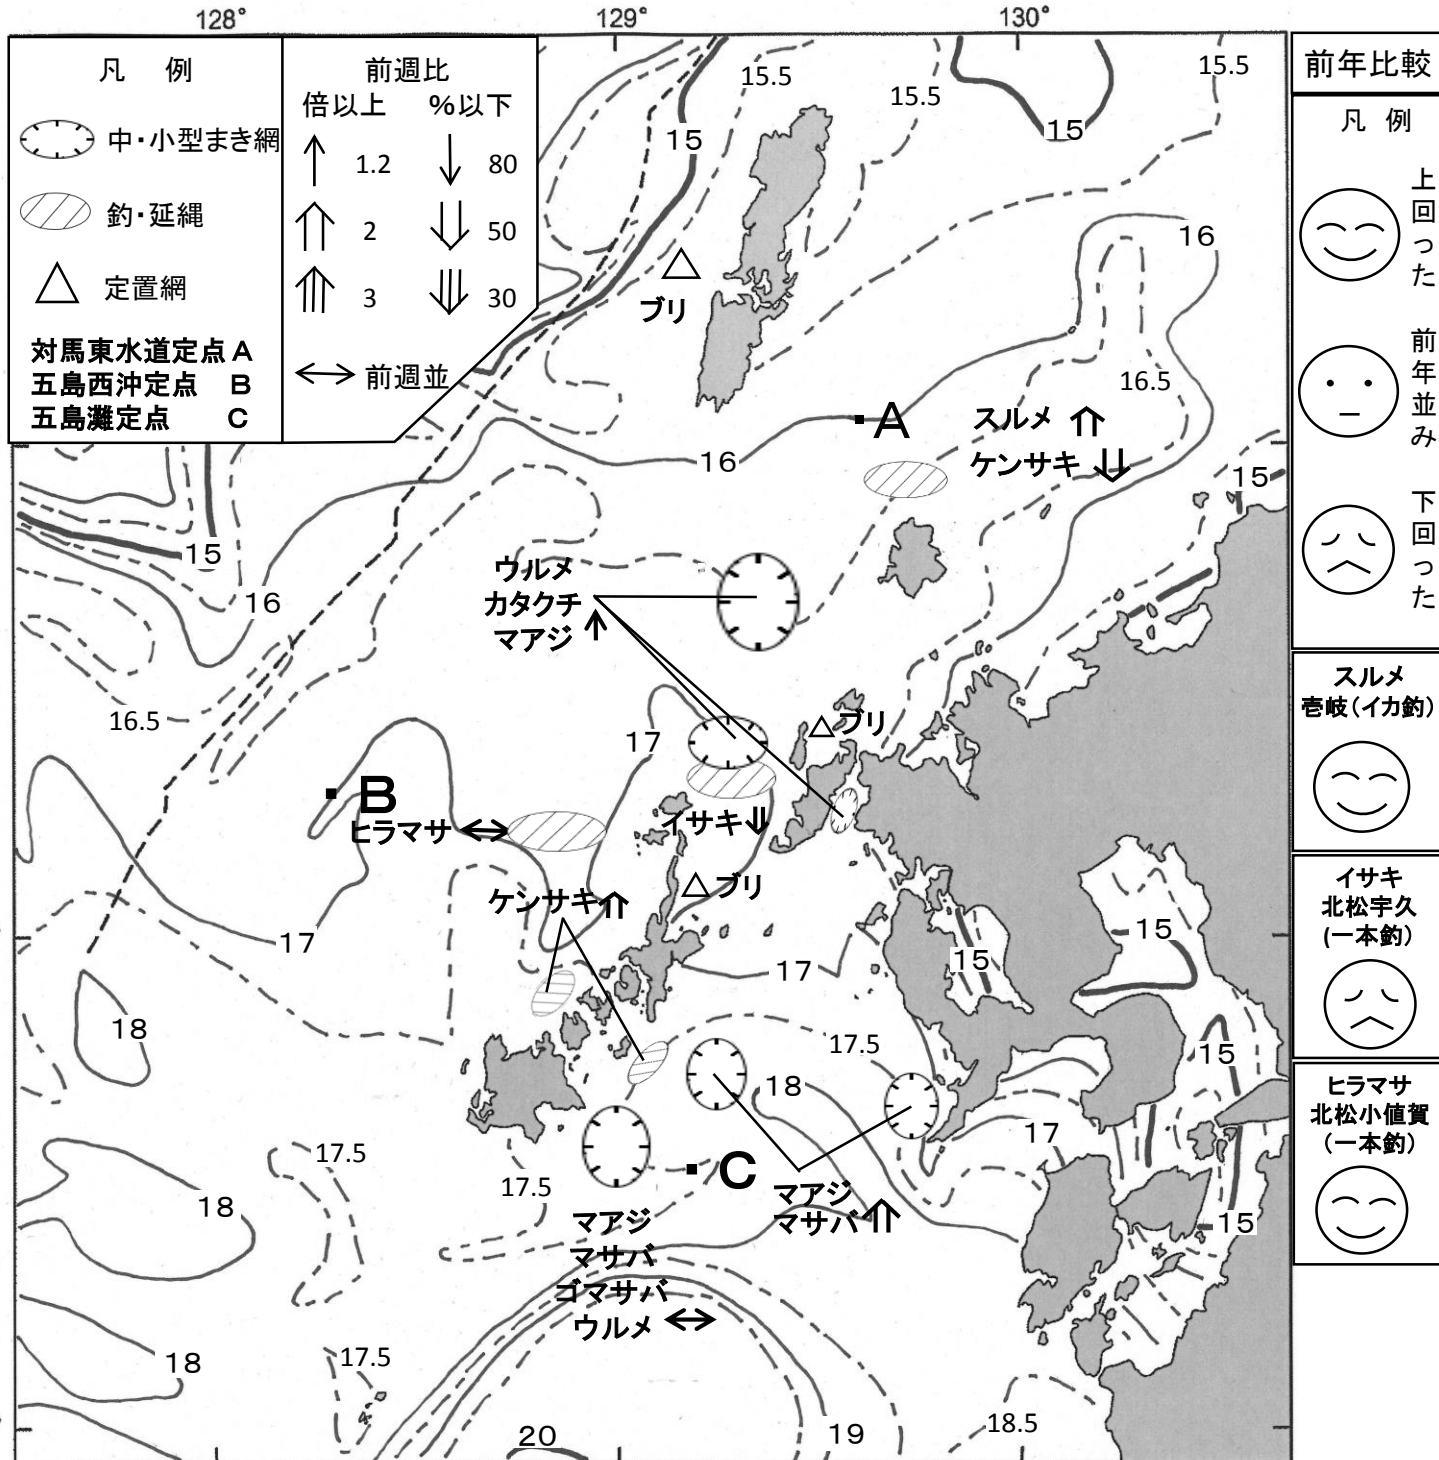 128°
129°
130°
凡 例
中・小型まき網
釣・延縄
定置網
対馬東水道定点 A
五島西沖定点 B
五島灘定点 C
前週比
倍以上 %以下
1.2 80
2 50
3 30
前週並
前年比較
凡 例
上回った
前年並み
下回った
スルメ
壱岐(イカ釣)
イサキ
北松宇久
(一本釣)
ヒラマサ
北松小値賀
(一本釣)
15.5
15.5
15.5
15
15
ブリ
16
16.5
A
スルメ
ケンサキ
16
15
15
16
ウルメ
カタクチ
マアジ
16.5
17
ブリ
B
ヒラマサ
イサキ
ケンサキ
ブリ
17
15
15
17
18
17.5
15
18
17
17.5
18
17.5
C
マアジ
マサバ
15
マアジ
マサバ
ゴマサバ
ウルメ
18
17.5
20
19
18.5